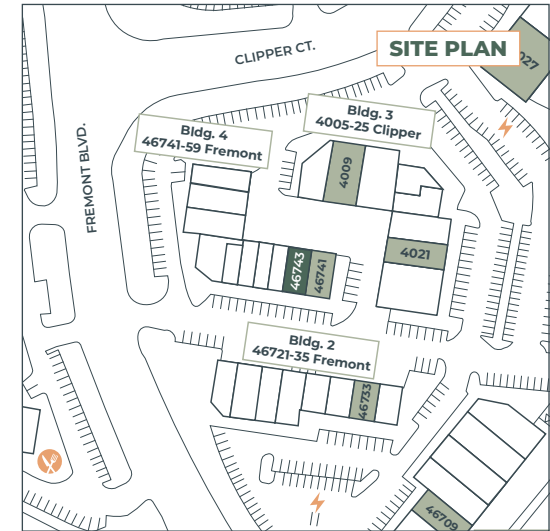 CLIPPER CT.
SITE PLAN
027
Bldg. 3
4005-25 Clipper
Bldg. 4
46741-59 Fremont
FREMONT BLVD.
4009
4021
46743
46741
Bldg. 2
46721-35 Fremont
46733
46709